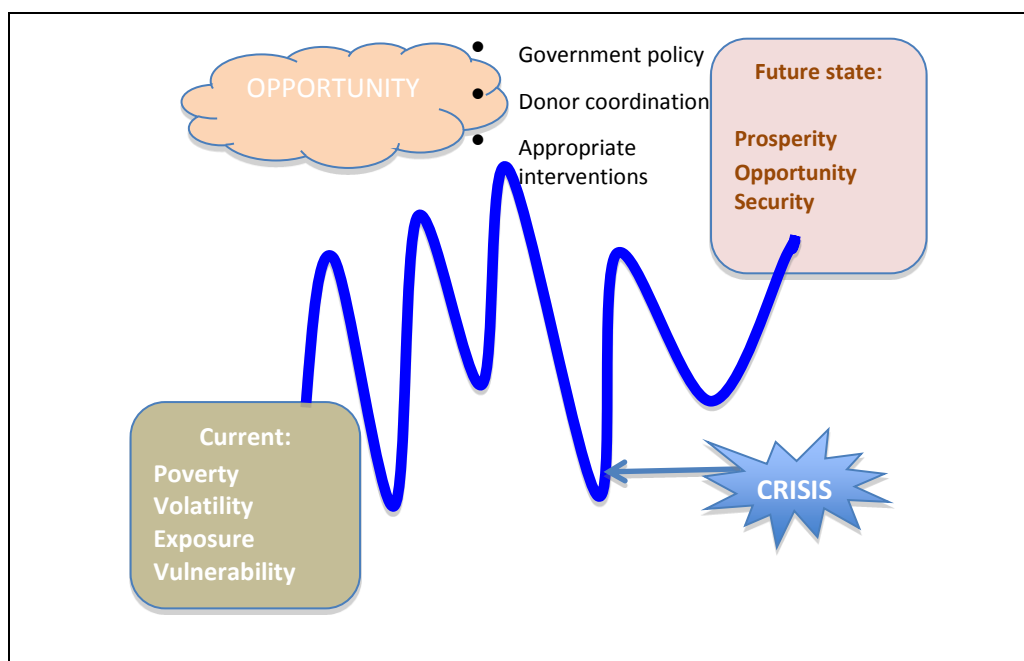 OPPORTUNITY
• Government policy
• Donor coordination
• Appropriate
interventions
Future state:
Prosperity
Opportunity
Security
Current:
Poverty
Volatility
Exposure
Vulnerability
CRISIS